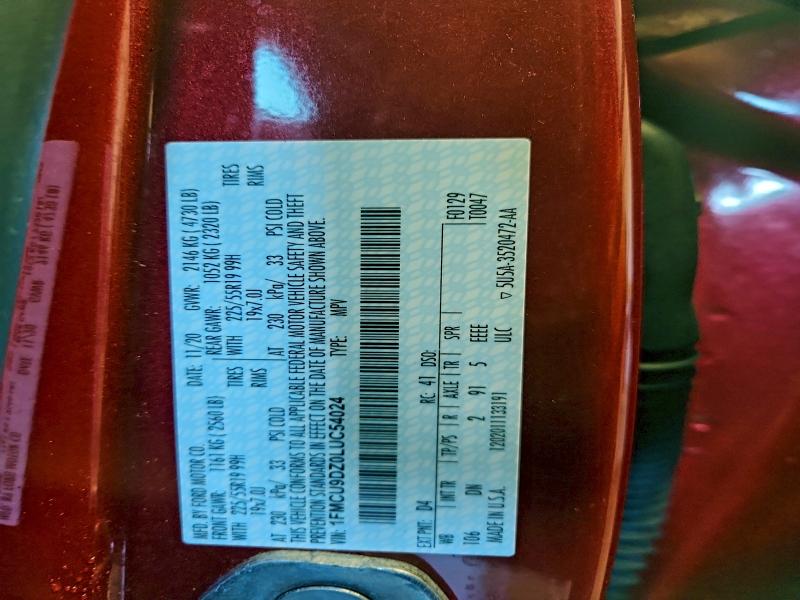 MFD. BY FORD MOTOR CO.
DATE: 11/20 GVWR: 2146 KG ( 4730 LB)
FRONT GAWR: 1161 KG ( 2560 LB) REAR GAWR: 1052 KG ( 2320 LB)
WITH 225/55R19 99H TIRES WITH 225/55R19 99H TIRES
19x7.0J RIMS 19x7.0J RIMS
AT 230 kPa/ 33 PSI COLD AT 230 kPa/ 33 PSI COLD
THIS VEHICLE CONFORMS TO ALL APPLICABLE FEDERAL MOTOR VEHICLE SAFETY AND THEFT
PREVENTION STANDARDS IN EFFECT ON THE DATE OF MANUFACTURE SHOWN ABOVE.
VIN: 1FMCU9DZ0LUC54024 TYPE: MPV
EXT PNT: D4 RC: 41 DSO:
WB INT TR TP/PS R AXLE TR SPR F0129
106 DN 2 91 5 EEEE T0047
120201133191 ULC
MADE IN U.S.A. ▽ 5U5A-3520472-AA